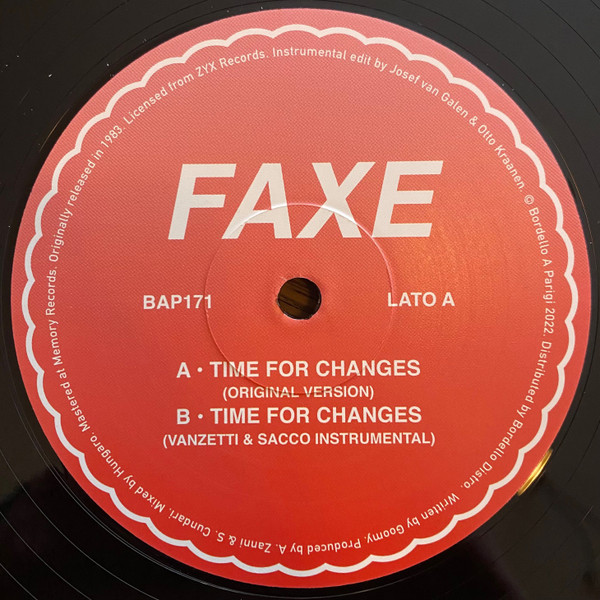 FAXE
BAP171
LATO A
A • TIME FOR CHANGES
(ORIGINAL VERSION)
B • TIME FOR CHANGES
(VANZETTI & SACCO INSTRUMENTAL)
Written by Goomy. Produced by A. Zanni & S. Cundari. Mixed by Hungaro. Mastered at Memory Records. Originally released in 1983. Licensed from ZYX Records. Instrumental edit by Josef van Galen & Otto Kraanen. © Bordello A Parigi 2022. Distributed by Bordello Distro.